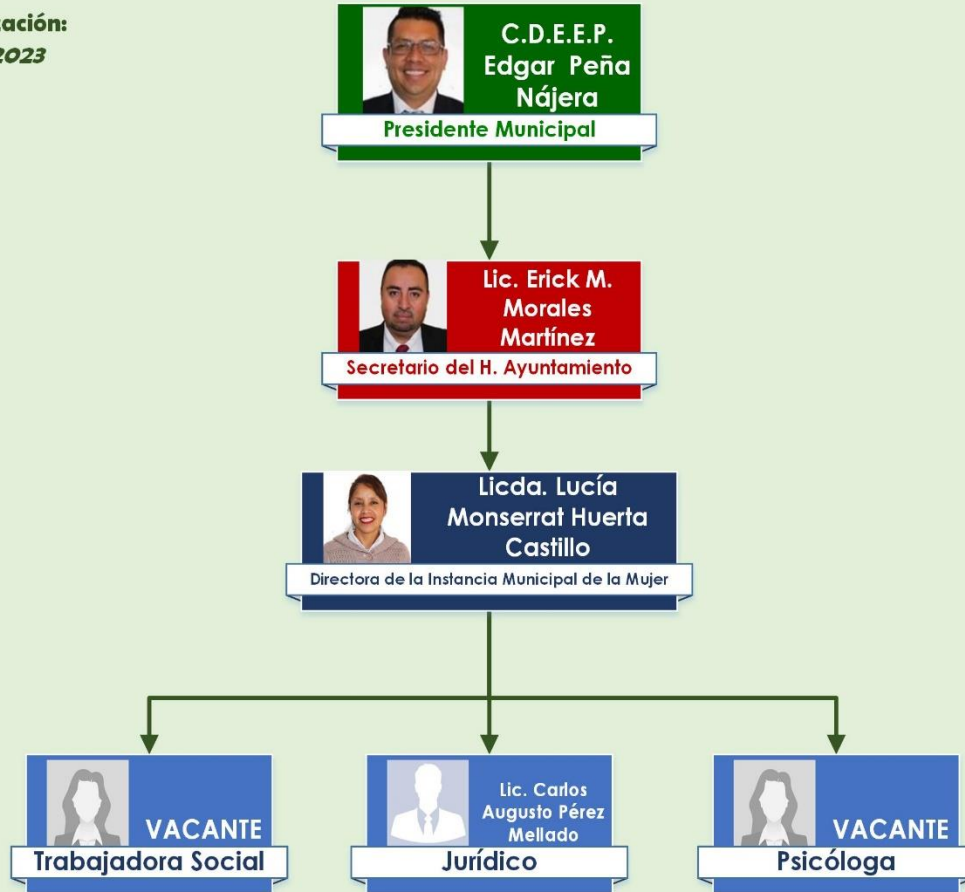 2023
C.D.E.E.P.
Edgar Peña
Nájera
Presidente Municipal
Lic. Erick M.
Morales
Martínez
Secretario del H. Ayuntamiento
Licda. Lucía
Monserrat Huerta
Castillo
Directora de la Instancia Municipal de la Mujer
VACANTE
Trabajadora Social
Lic. Carlos
Augusto Pérez
Mellado
Jurídico
VACANTE
Psicóloga